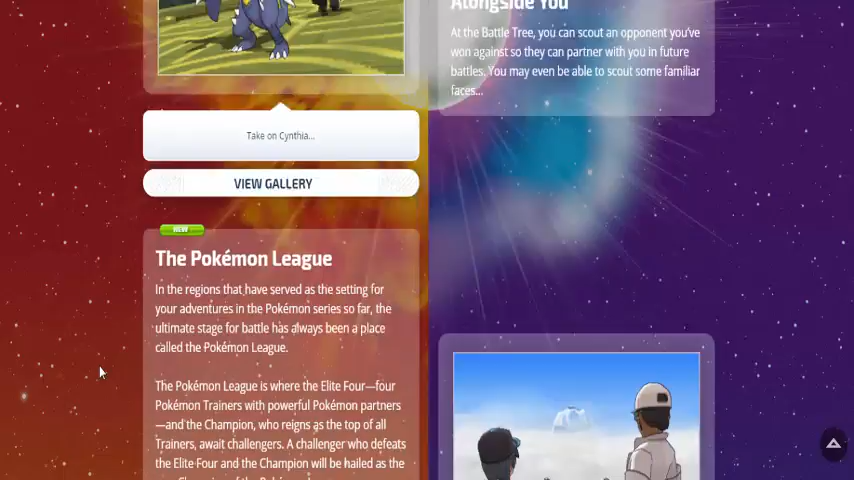 Alongside You
At the Battle Tree, you can scout an opponent you've
won against so they can partner with you in future
battles. You may even be able to scout some familiar
faces...
Take on Cynthia...
VIEW GALLERY
NEW
The Pokémon League
In the regions that have served as the setting for
your adventures in the Pokémon series so far, the
ultimate stage for battle has always been a place
called the Pokémon League.
The Pokémon League is where the Elite Four—four
Pokémon Trainers with powerful Pokémon partners
—and the Champion, who reigns as the top of all
Trainers, await challengers. A challenger who defeats
the Elite Four and the Champion will be hailed as the